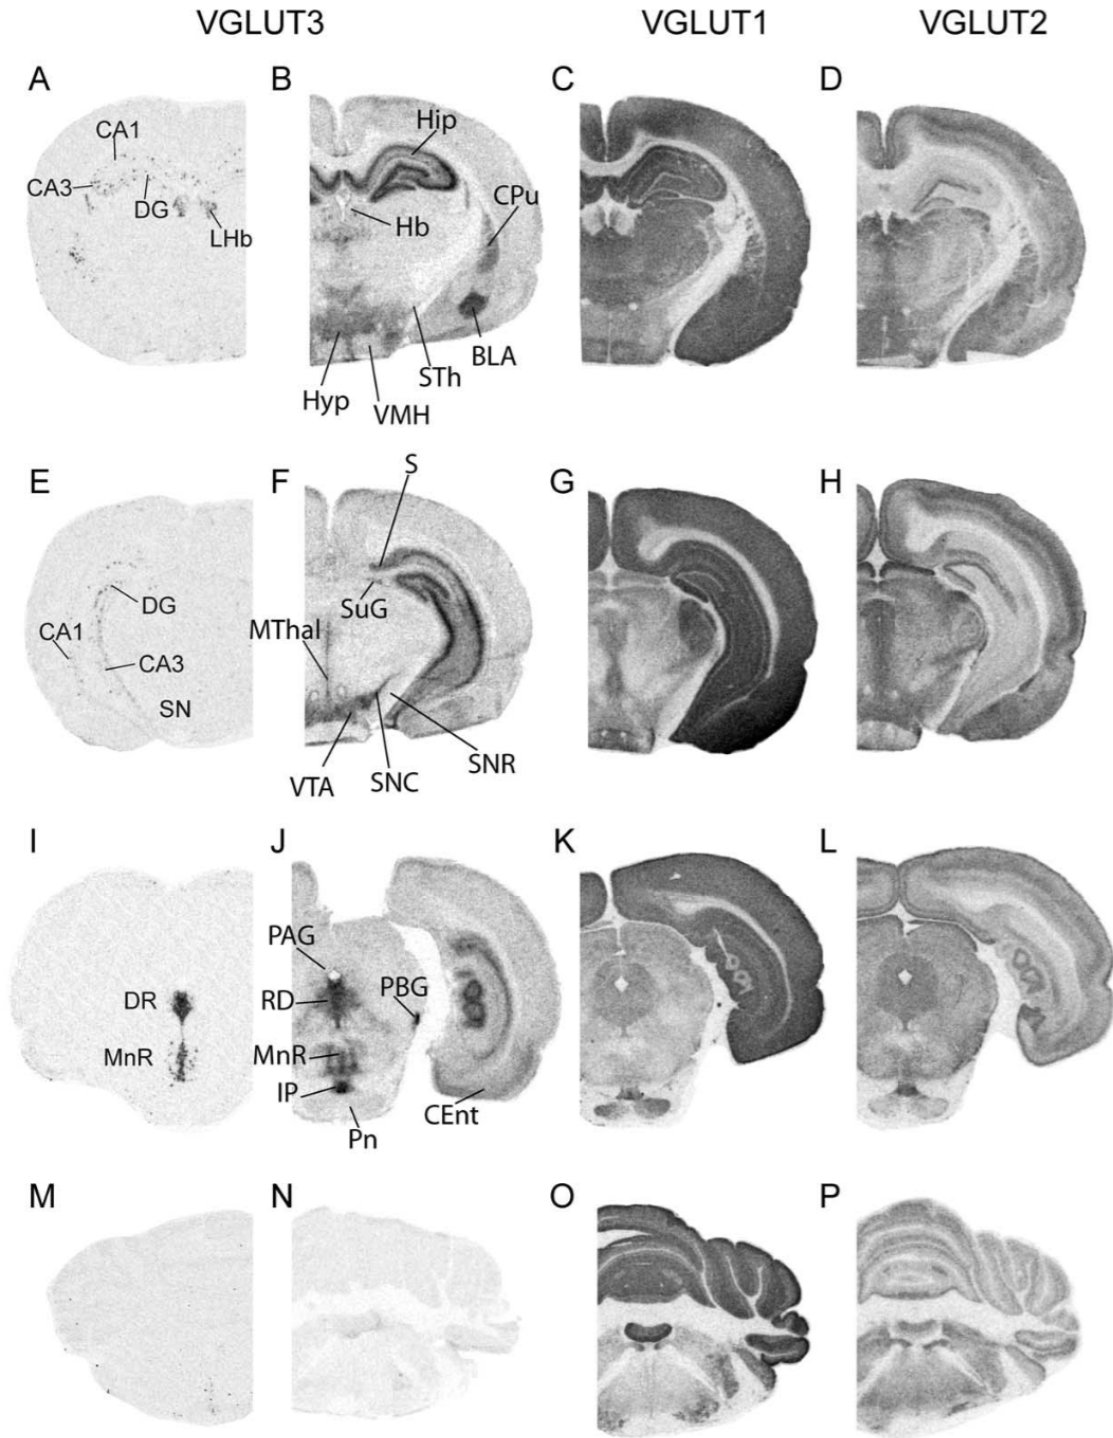 VGLUT3 VGLUT1 VGLUT2
A B C D
CA1
Hip
CA3
CPu
DG
Hb
LHb
BLA
STh
Hyp
VMH
E F G H
S
DG
SuG
CA1
MThal
CA3
SN
SNR
VTA
SNC
I J K L
PAG
PBG
DR
RD
MnR
MnR
IP
CEnt
Pn
M N O P